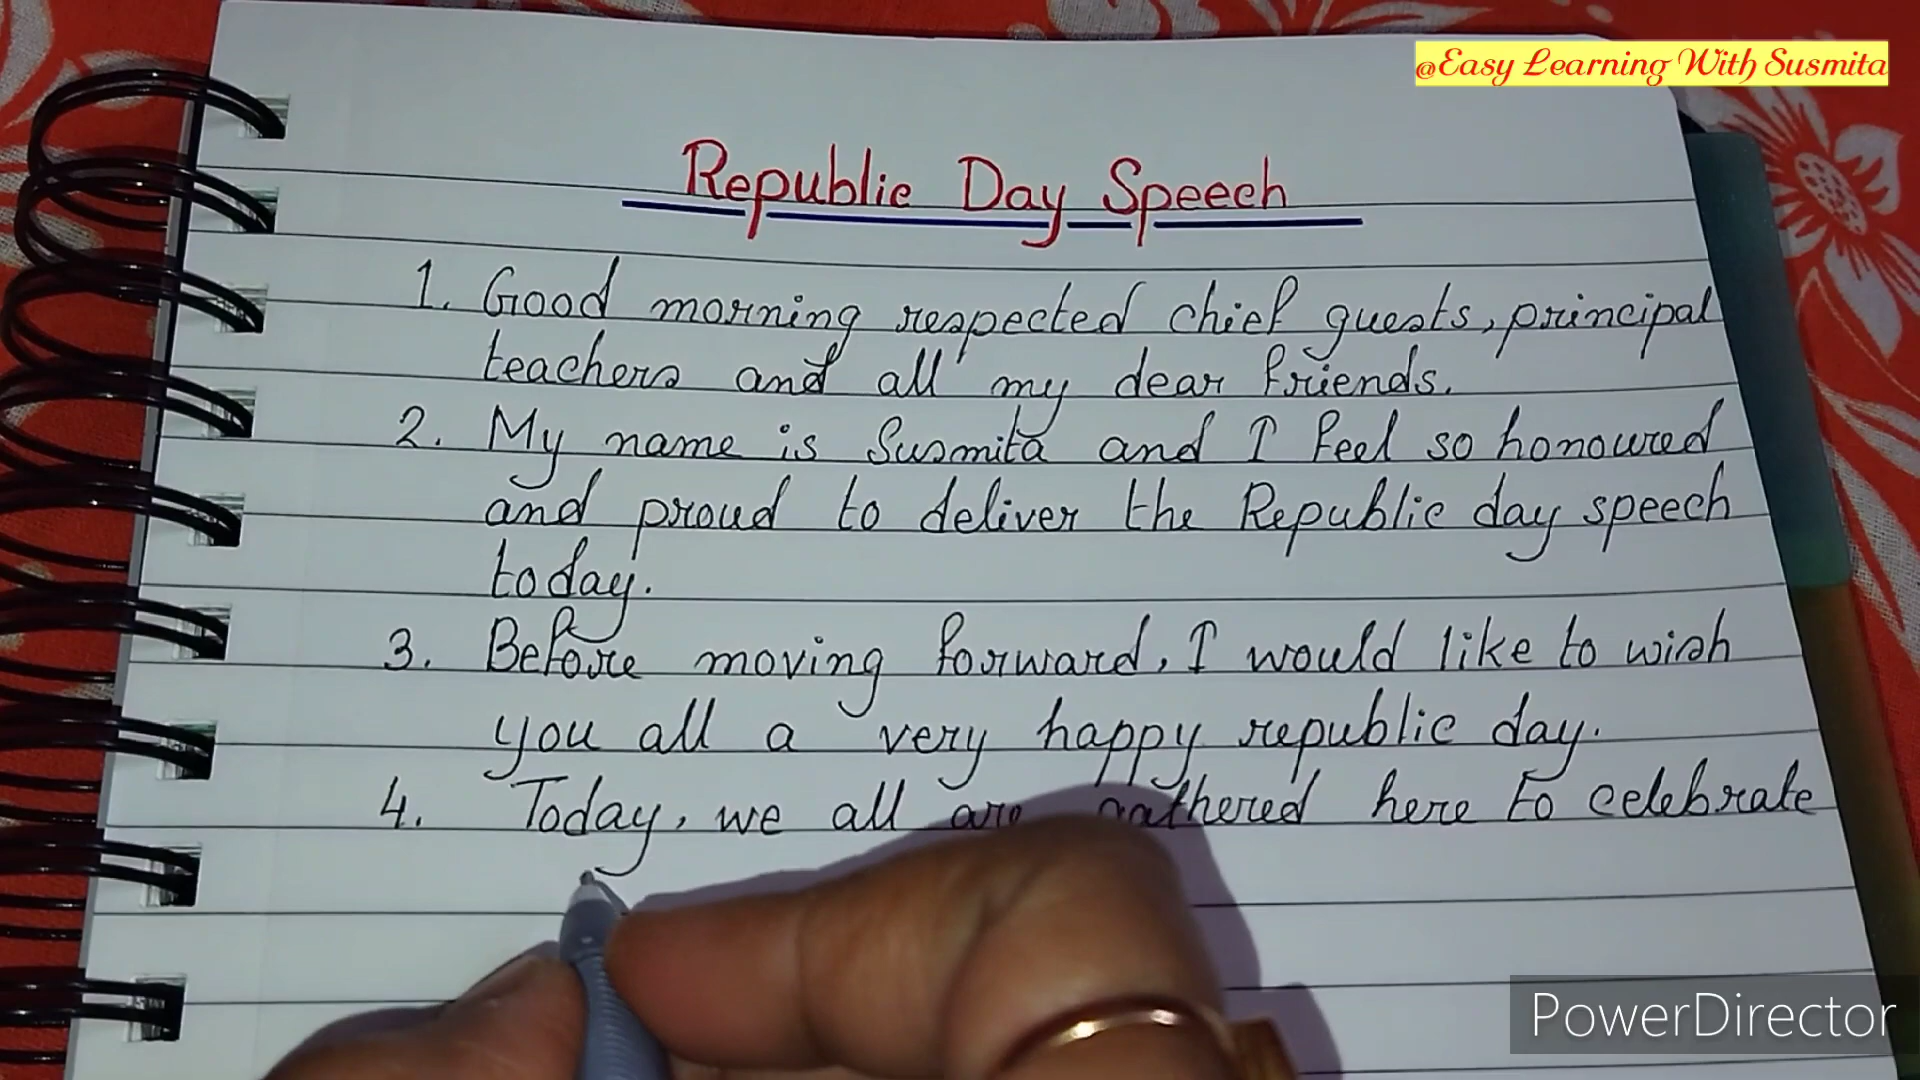 @Easy Learning With Susmita
Republic Day Speech
1. Good morning respected chief guests, principal
teachers and all my dear friends.
2. My name is Susmita and I feel so honoured
and proud to deliver the Republic day speech
today.
3. Before moving forward, I would like to wish
you all a very happy republic day.
4. Today, we all are gathered here to celebrate
PowerDirector